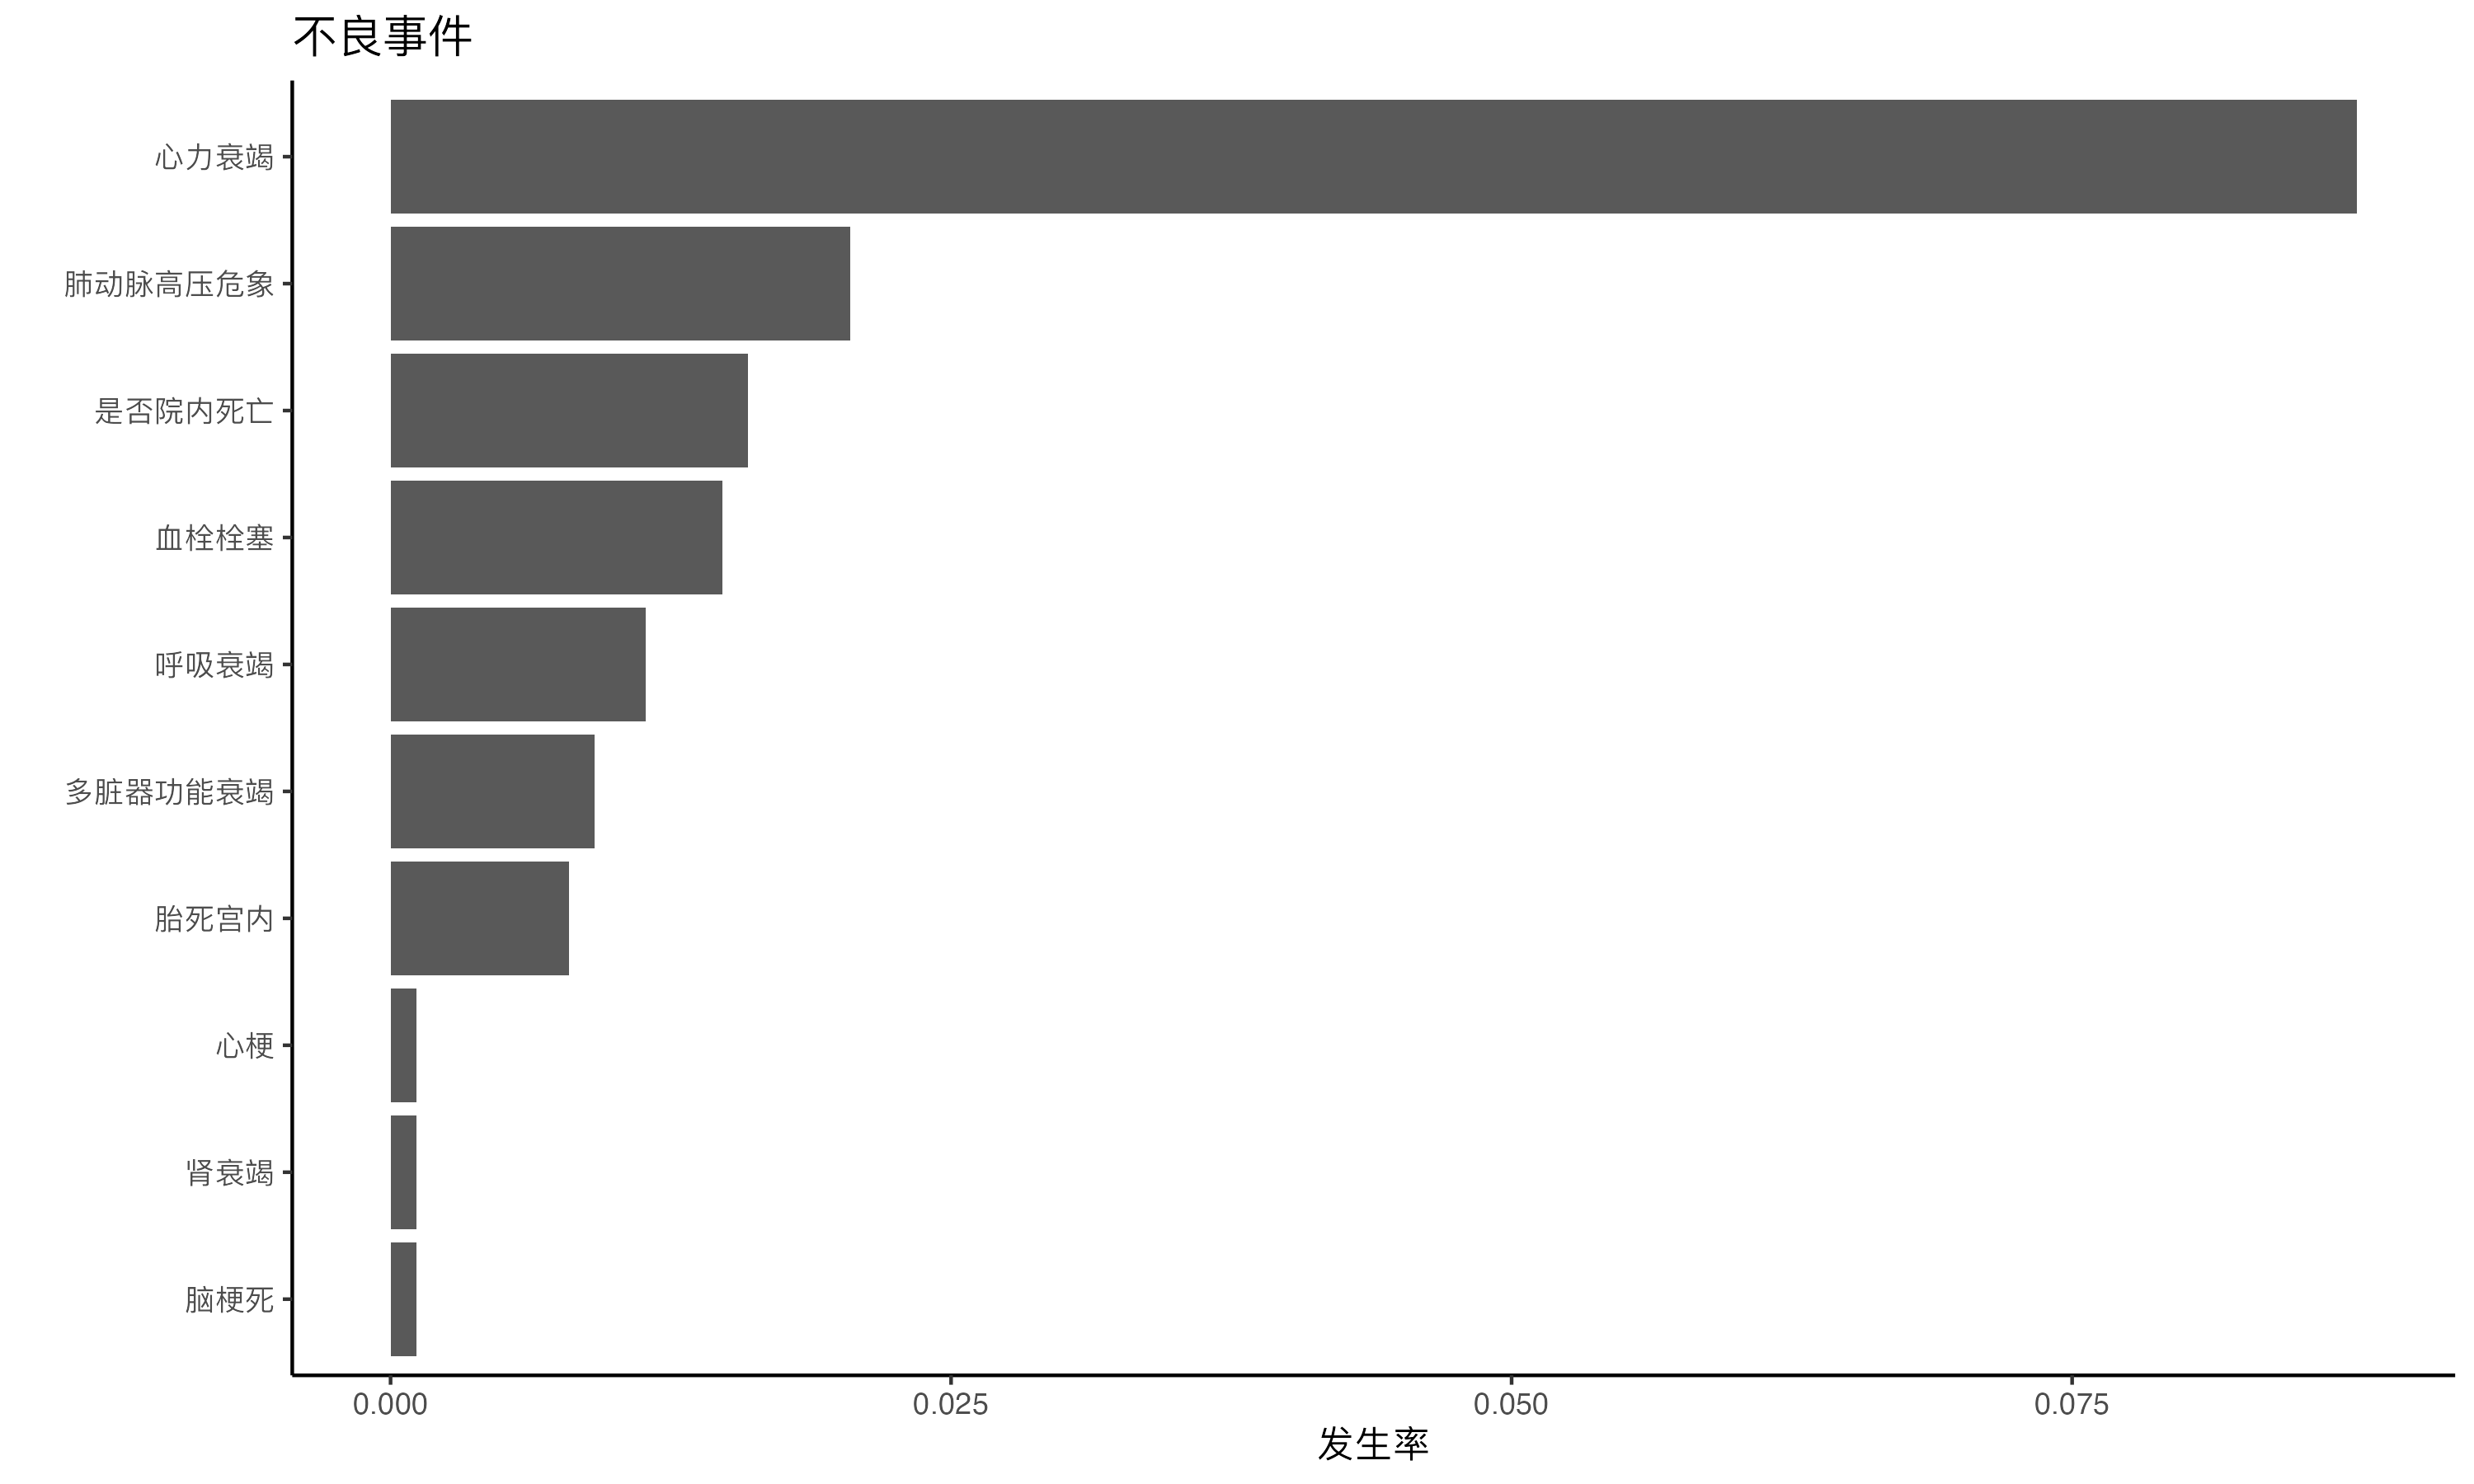 不良事件
心力衰竭
肺动脉高压危象
是否院内死亡
血栓栓塞
呼吸衰竭
多脏器功能衰竭
胎死宫内
心梗
肾衰竭
脑梗死
0.000 0.025 0.050 0.075
发生率